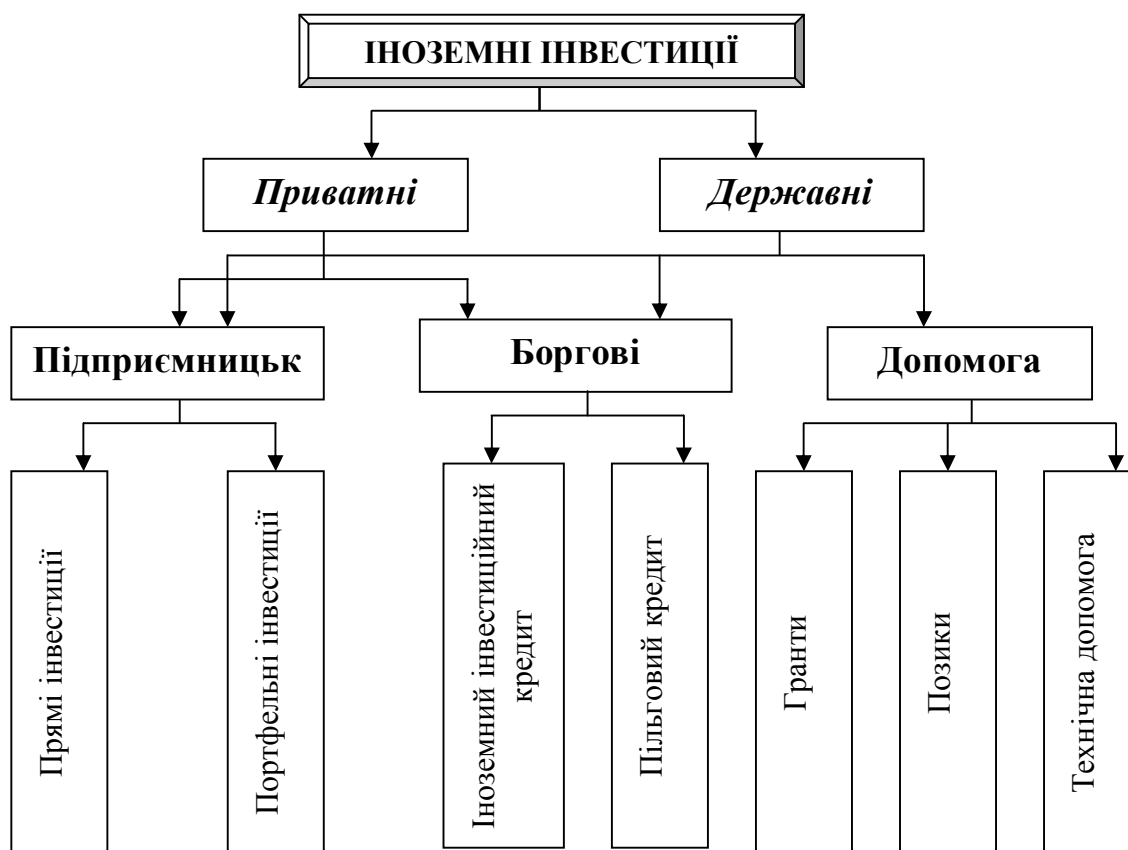 ІНОЗЕМНІ ІНВЕСТИЦІЇ
Приватні
Державні
Підприємницьк
Боргові
Допомога
Прямі інвестиції
Портфельні інвестиції
Іноземний інвестиційний
кредит
Пільговий кредит
Гранти
Позики
Технічна допомога